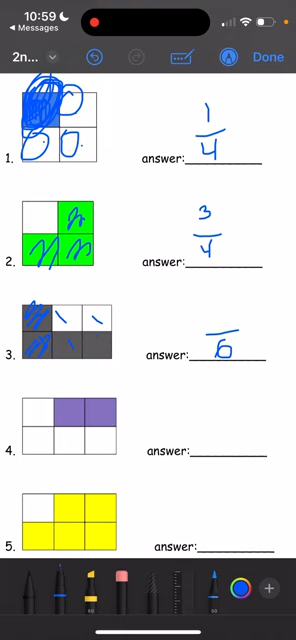 10:59
Messages
2n... Done
1
4
1. answer:
3
4
2. answer:
6
3. answer:
4. answer:
5. answer: